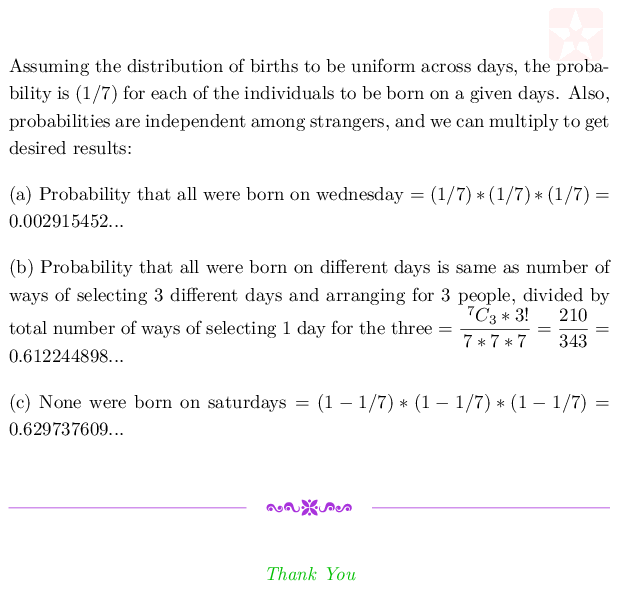 Assuming the distribution of births to be uniform across days, the proba-
bility is (1/7) for each of the individuals to be born on a given days. Also,
probabilities are independent among strangers, and we can multiply to get
desired results:
(a) Probability that all were born on wednesday = (1/7) ∗ (1/7) ∗ (1/7) =
0.002915452...
(b) Probability that all were born on different days is same as number of
ways of selecting 3 different days and arranging for 3 people, divided by
total number of ways of selecting 1 day for the three = \frac{^7C_3 ∗ 3!}{7 ∗ 7 ∗ 7} = \frac{210}{343} =
0.612244898...
(c) None were born on saturdays = (1 − 1/7) ∗ (1 − 1/7) ∗ (1 − 1/7) =
0.629737609...
Thank You